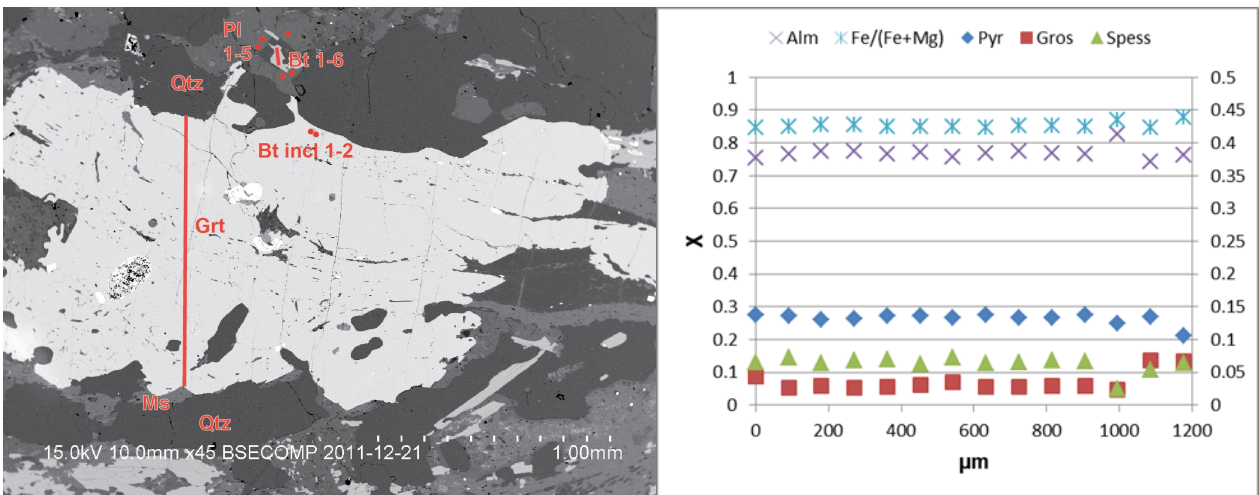 Pl
1-5
Bt 1-6
Qtz
Bt incl 1-2
Grt
Ms
Qtz
15.0kV 10.0mm x45 BSECOMP 2011-12-21 1.00mm
Alm Fe/(Fe+Mg) Pyr Gros Spess
1 0.5
0.9 0.45
0.8 0.4
0.7 0.35
0.6 0.3
X
0.5 0.25
0.4 0.2
0.3 0.15
0.2 0.1
0.1 0.05
0 0
0 200 400 600 800 1000 1200
μm